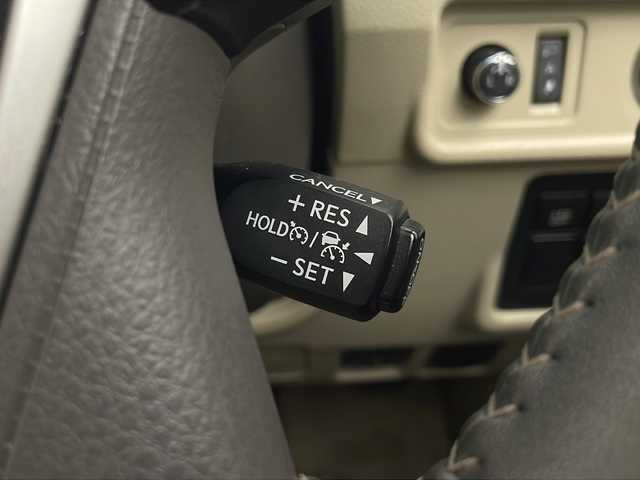 CANCEL▼
+ RES ▲
HOLD /
− SET ▼